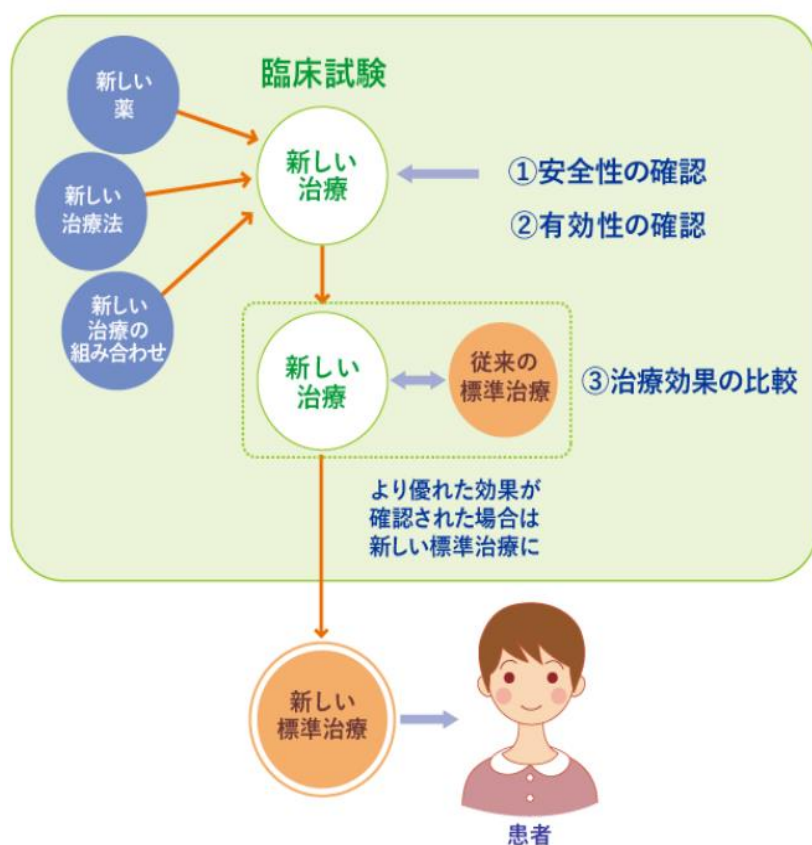 臨床試験
新しい
薬
新しい
治療法
新しい
治療の
組み合わせ
新しい
治療
①安全性の確認
②有効性の確認
新しい
治療
従来の
標準治療
③治療効果の比較
より優れた効果が
確認された場合は
新しい標準治療に
新しい
標準治療
患者